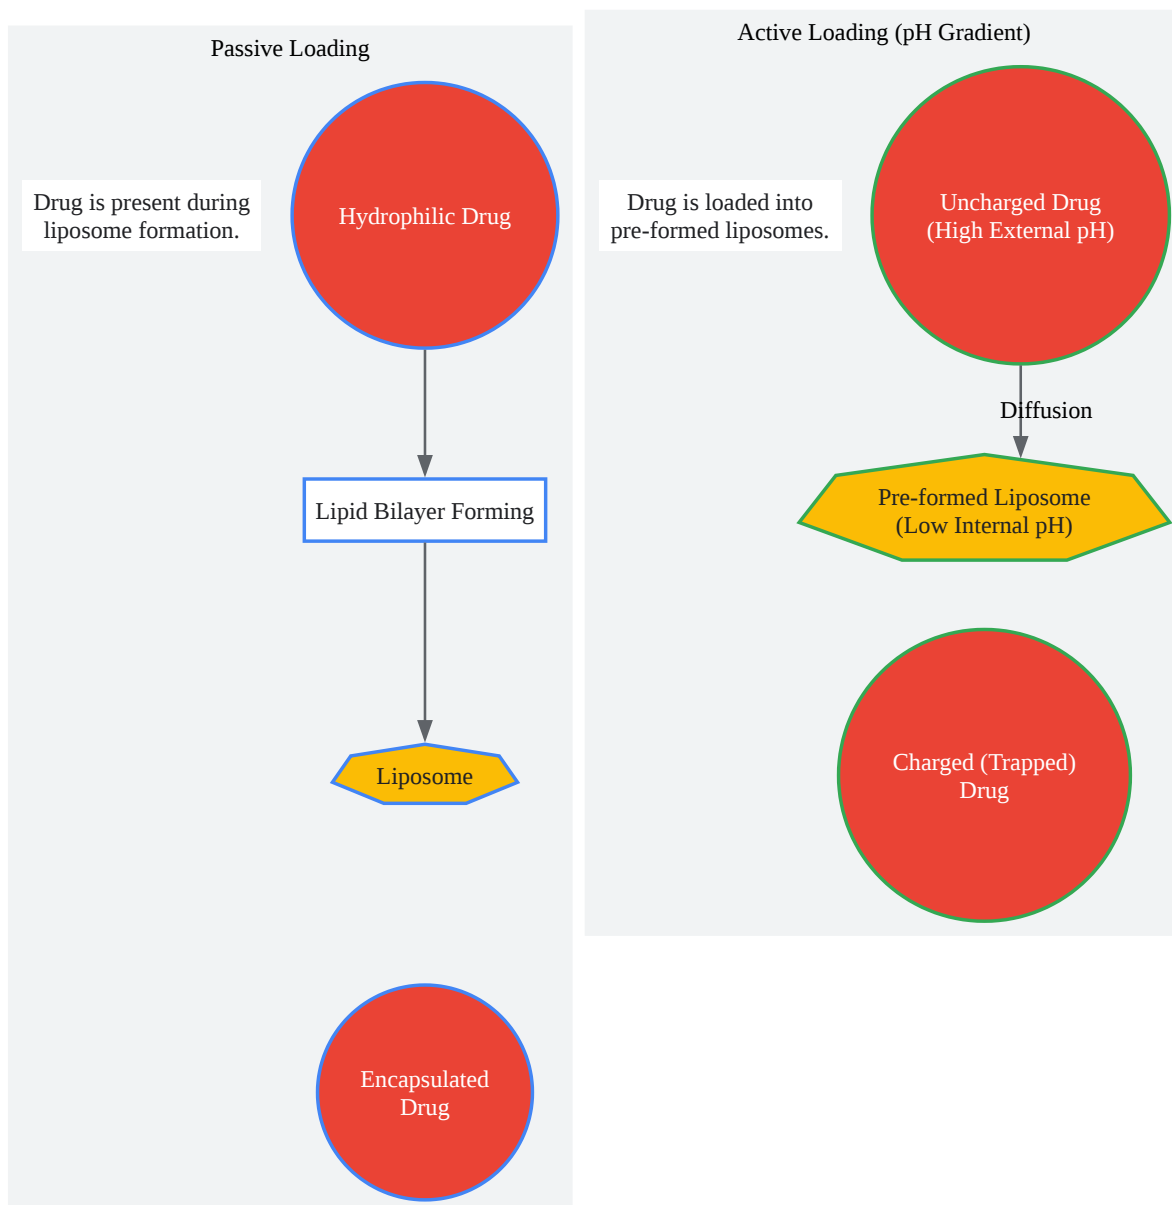 Passive Loading
Drug is present during
liposome formation.
Hydrophilic Drug
Lipid Bilayer Forming
Liposome
Encapsulated
Drug
Active Loading (pH Gradient)
Drug is loaded into
pre-formed liposomes.
Uncharged Drug
(High External pH)
Diffusion
Pre-formed Liposome
(Low Internal pH)
Charged (Trapped)
Drug